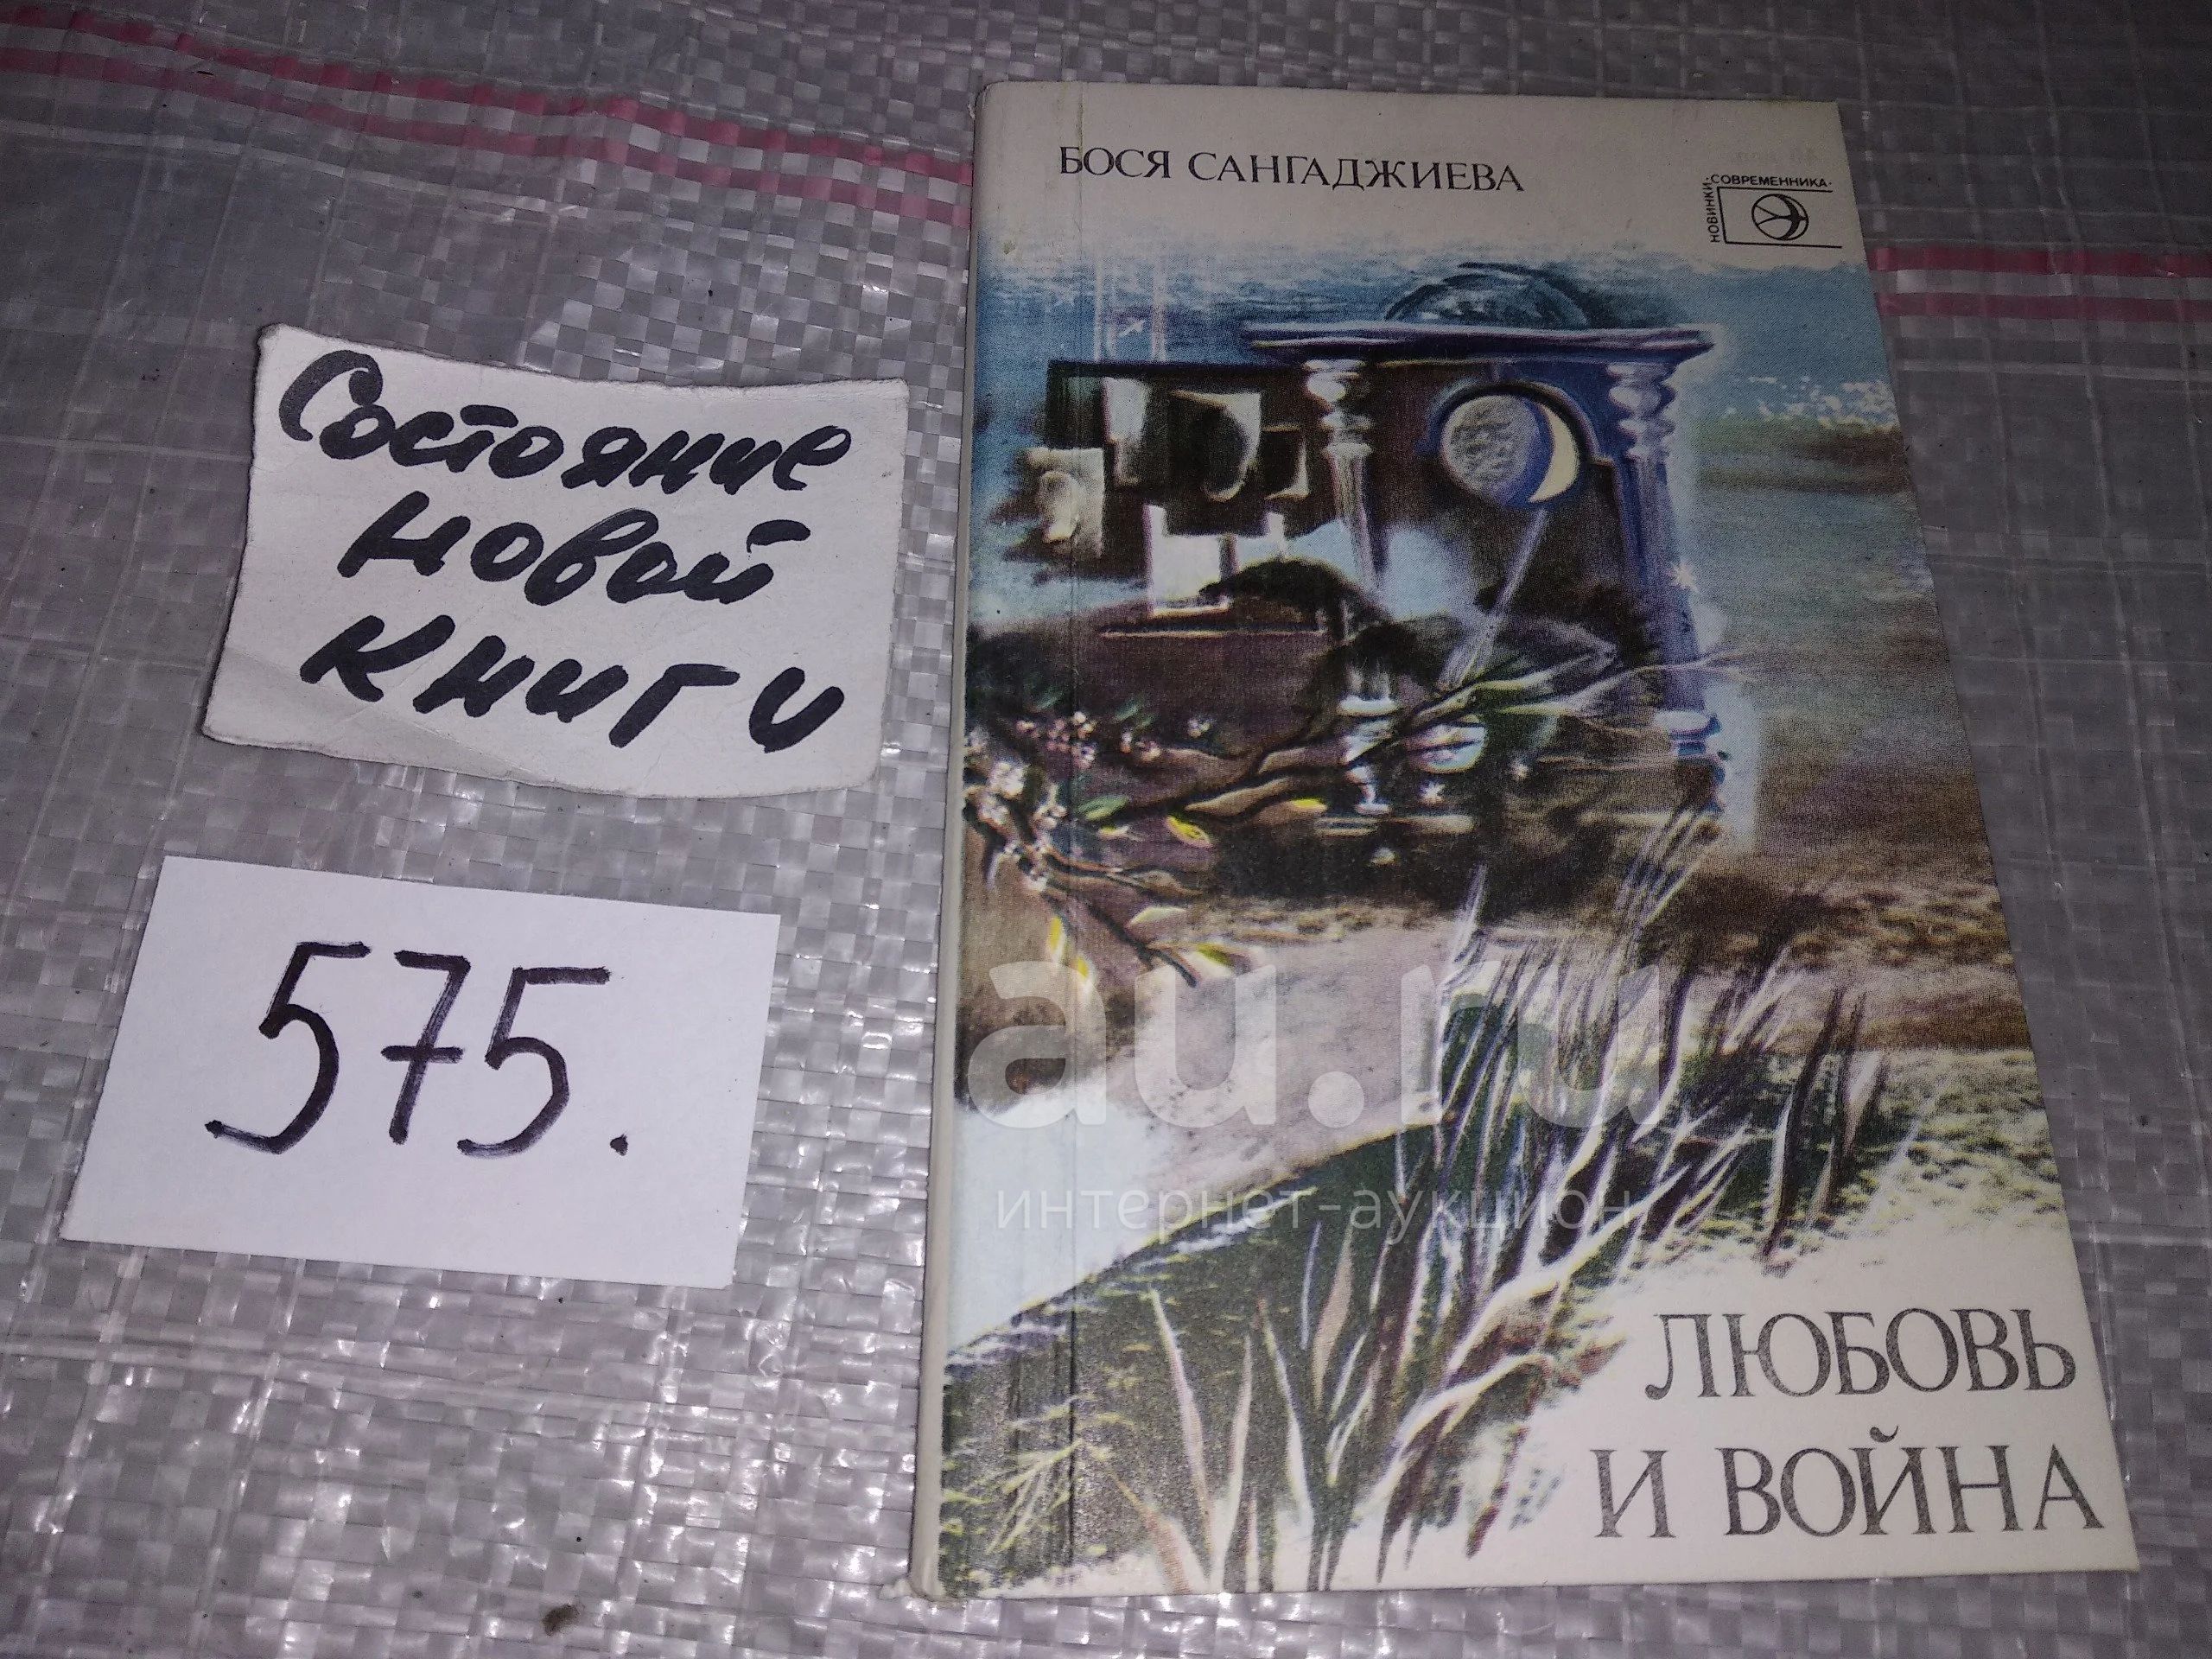 БОСЯ САНГАДЖИЕВА
НОВИНКИ·СОВРЕМЕННИКА·
Состояние
новой
книги
575.
au.ru
интернет-аукцион
ЛЮБОВЬ
И ВОЙНА